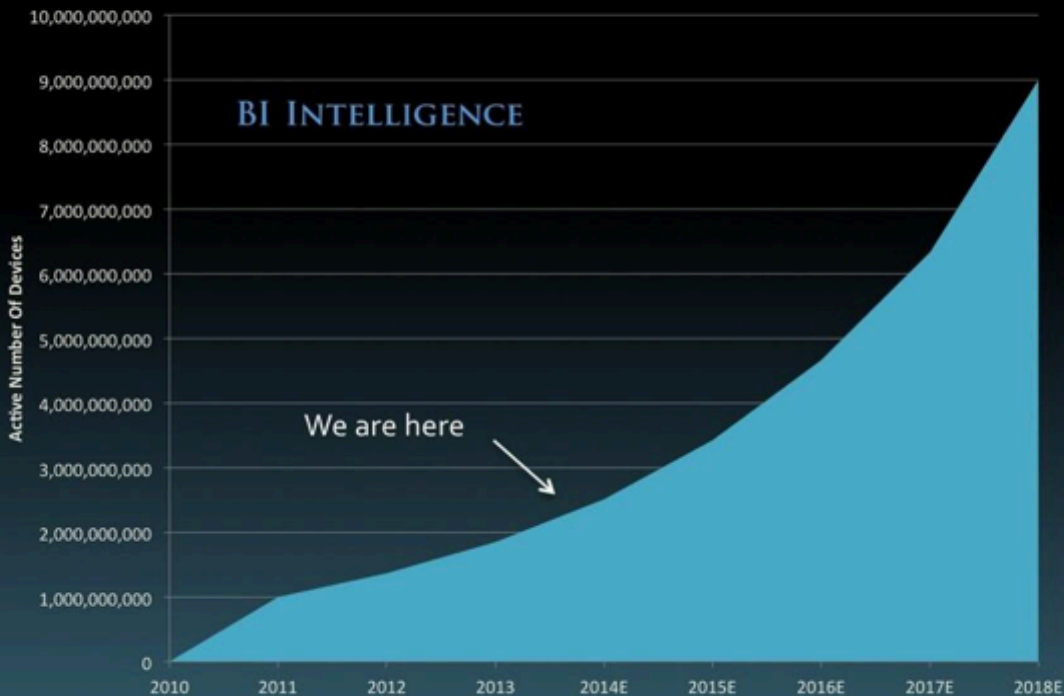 10,000,000,000
9,000,000,000
BI INTELLIGENCE
8,000,000,000
7,000,000,000
6,000,000,000
5,000,000,000
4,000,000,000
3,000,000,000
2,000,000,000
1,000,000,000
0
Active Number Of Devices
We are here
2010 2011 2012 2013 2014E 2015E 2016E 2017E 2018E